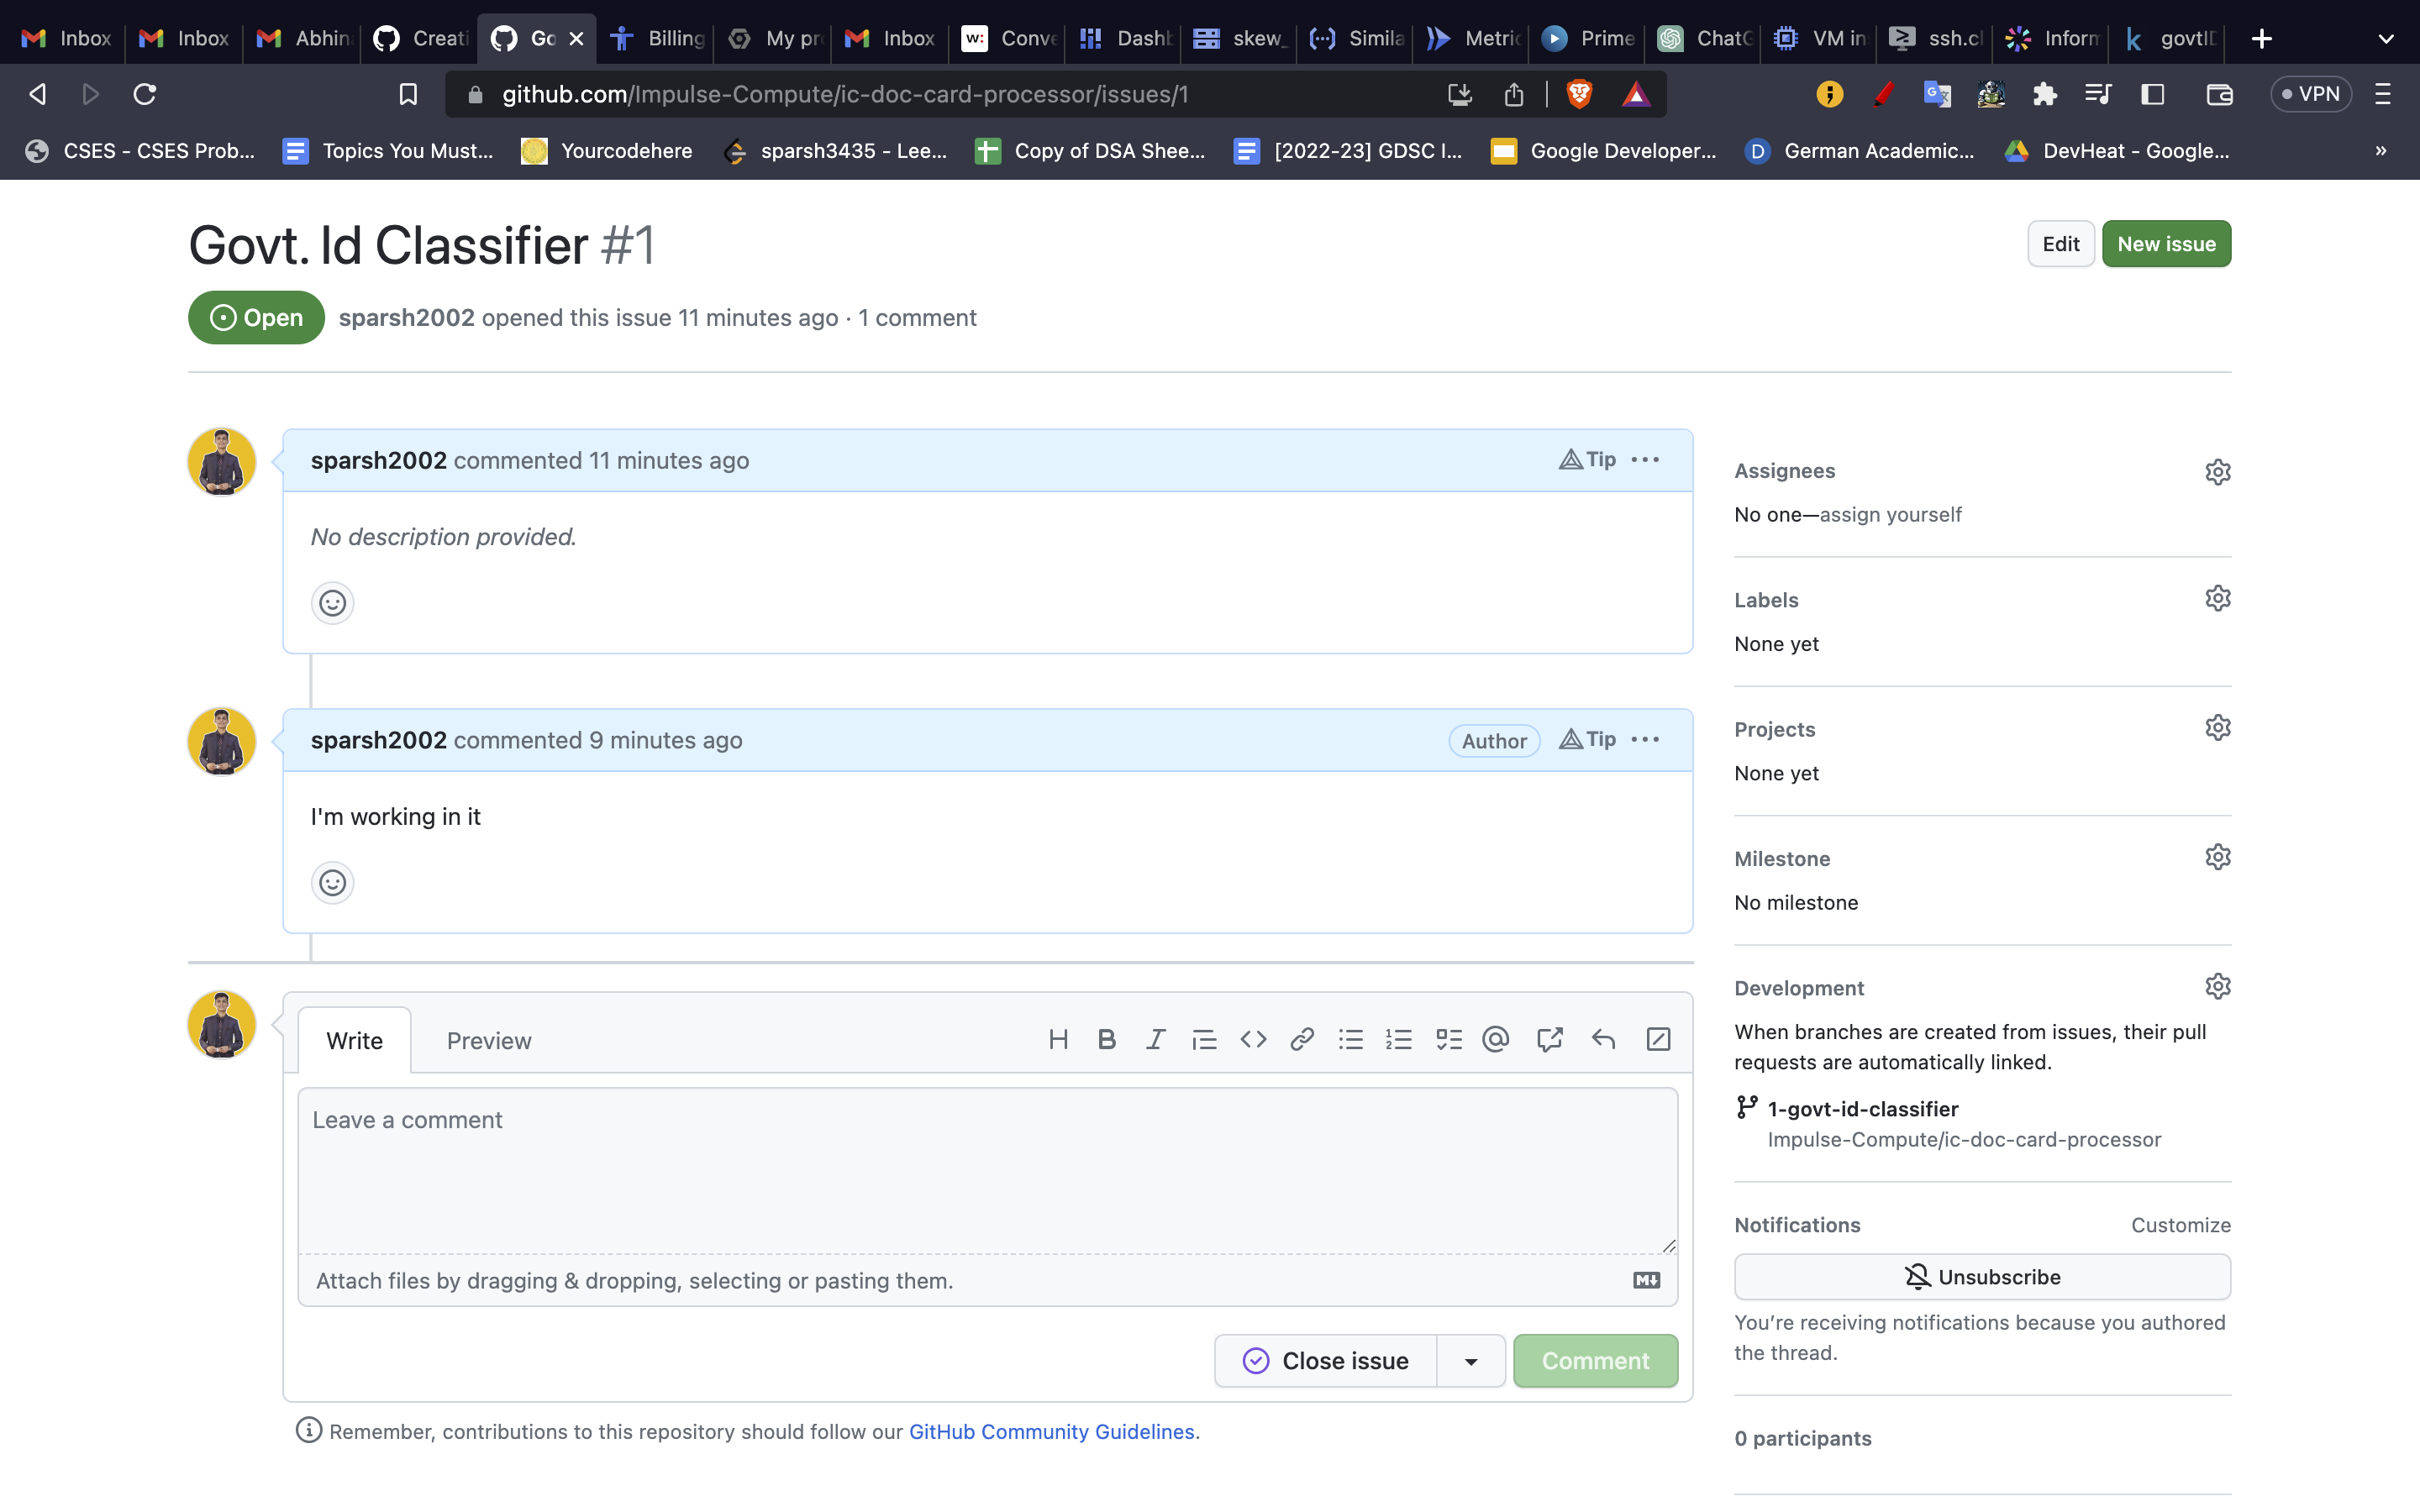 Inbox Inbox Abhin Creati Go Billing My pr Inbox w: Conve Dashb skew_ Simila Metric Prime ChatG VM in ssh.cl Inform k govtID
github.com/Impulse-Compute/ic-doc-card-processor/issues/1 VPN
CSES - CSES Prob... Topics You Must... Yourcodehere sparsh3435 - Lee... Copy of DSA Shee... [2022-23] GDSC I... Google Developer... D German Academic... DevHeat - Google... »
Govt. Id Classifier #1
Edit New issue
Open sparsh2002 opened this issue 11 minutes ago · 1 comment
sparsh2002 commented 11 minutes ago Tip
No description provided.
sparsh2002 commented 9 minutes ago Author Tip
I'm working in it
Write Preview
Leave a comment
Attach files by dragging & dropping, selecting or pasting them.
Close issue Comment
Remember, contributions to this repository should follow our GitHub Community Guidelines.
Assignees
No one—assign yourself
Labels
None yet
Projects
None yet
Milestone
No milestone
Development
When branches are created from issues, their pull
requests are automatically linked.
1-govt-id-classifier
Impulse-Compute/ic-doc-card-processor
Notifications Customize
Unsubscribe
You're receiving notifications because you authored
the thread.
0 participants